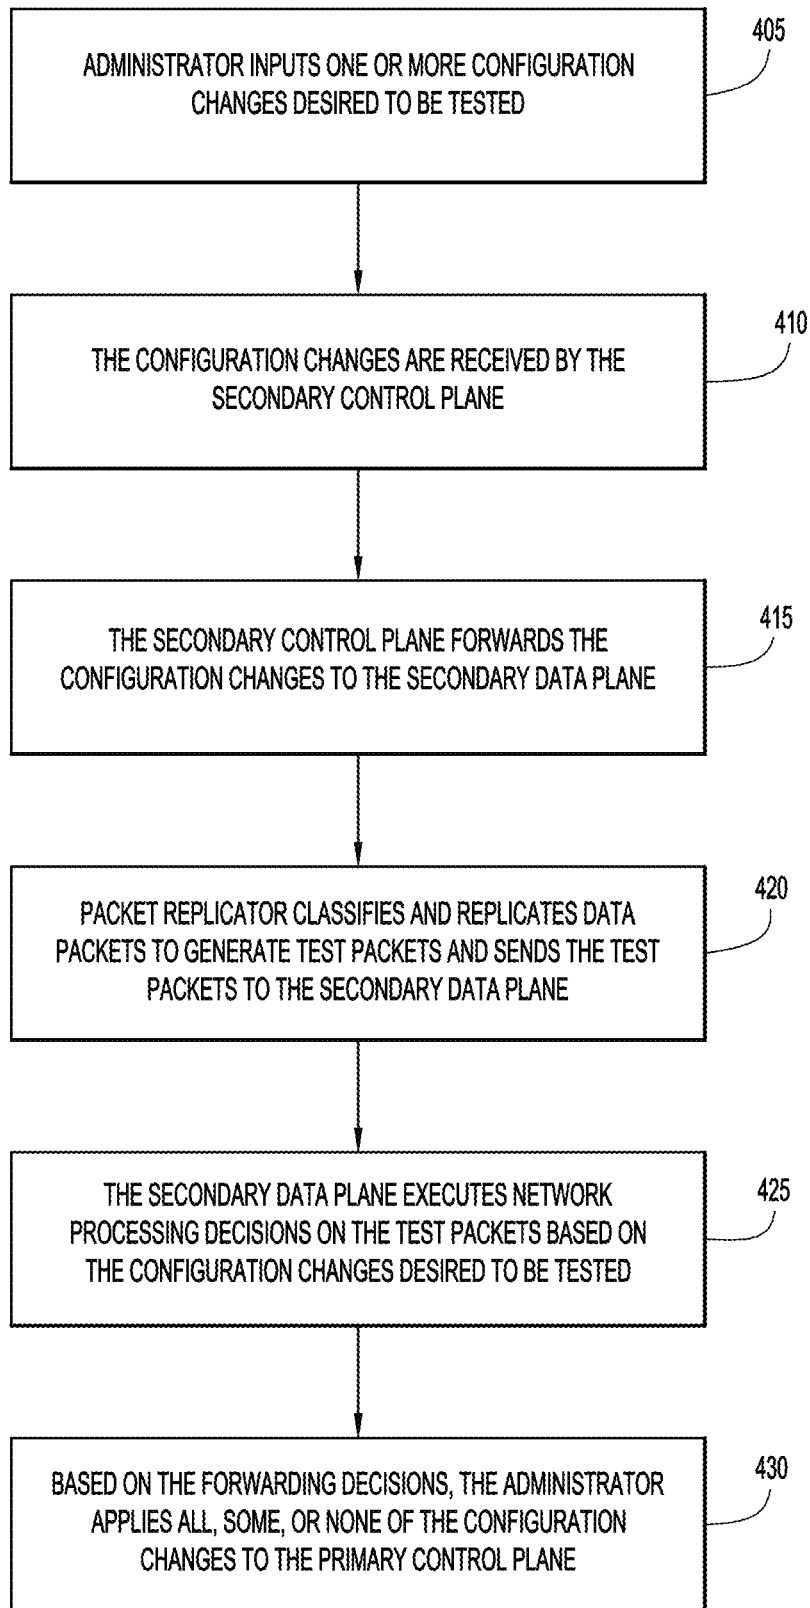 ADMINISTRATOR INPUTS ONE OR MORE CONFIGURATION
CHANGES DESIRED TO BE TESTED
405
THE CONFIGURATION CHANGES ARE RECEIVED BY THE
SECONDARY CONTROL PLANE
410
THE SECONDARY CONTROL PLANE FORWARDS THE
CONFIGURATION CHANGES TO THE SECONDARY DATA PLANE
415
PACKET REPLICATOR CLASSIFIES AND REPLICATES DATA
PACKETS TO GENERATE TEST PACKETS AND SENDS THE TEST
PACKETS TO THE SECONDARY DATA PLANE
420
THE SECONDARY DATA PLANE EXECUTES NETWORK
PROCESSING DECISIONS ON THE TEST PACKETS BASED ON
THE CONFIGURATION CHANGES DESIRED TO BE TESTED
425
BASED ON THE FORWARDING DECISIONS, THE ADMINISTRATOR
APPLIES ALL, SOME, OR NONE OF THE CONFIGURATION
CHANGES TO THE PRIMARY CONTROL PLANE
430